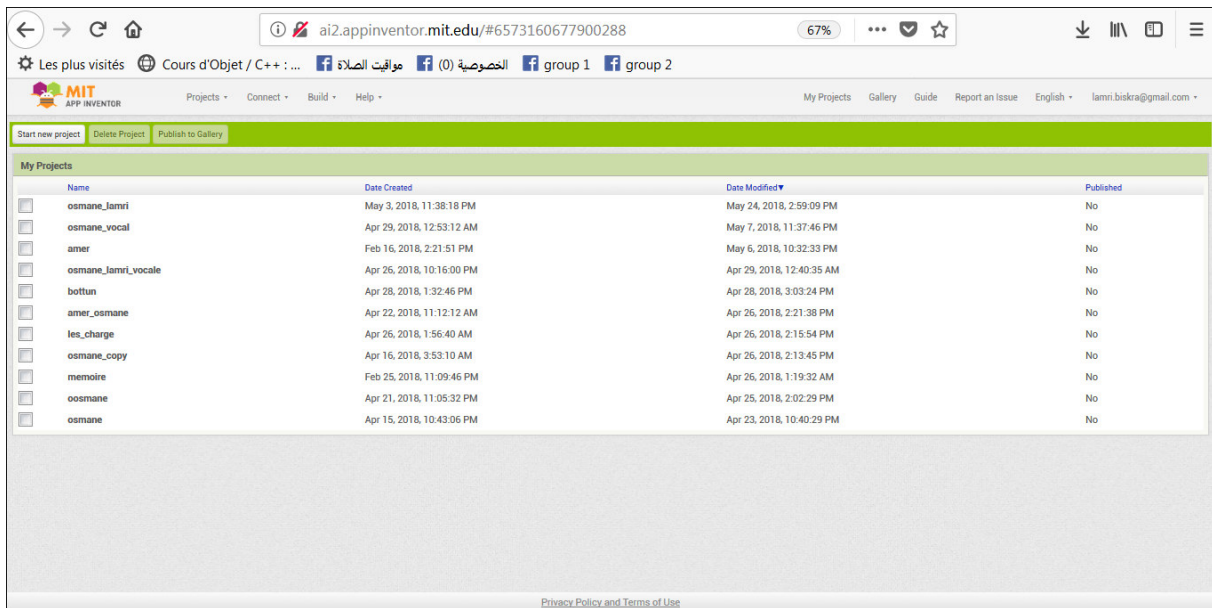 ai2.appinventor.mit.edu/#6573160677900288 67%
Les plus visités Cours d'Objet / C++ : ... مواقيت الصلاة الخصوصية (0) group 1 group 2
MIT APP INVENTOR Projects Connect Build Help My Projects Gallery Guide Report an Issue English lamri.biskra@gmail.com
Start new project Delete Project Publish to Gallery
My Projects
Name Date Created Date Modified▼ Published
osmane_lamri May 3, 2018, 11:38:18 PM May 24, 2018, 2:59:09 PM No
osmane_vocal Apr 29, 2018, 12:53:12 AM May 7, 2018, 11:37:46 PM No
amer Feb 16, 2018, 2:21:51 PM May 6, 2018, 10:32:33 PM No
osmane_lamri_vocale Apr 26, 2018, 10:16:00 PM Apr 29, 2018, 12:40:35 AM No
bottun Apr 28, 2018, 1:32:46 PM Apr 28, 2018, 3:03:24 PM No
amer_osmane Apr 22, 2018, 11:12:12 AM Apr 26, 2018, 2:21:38 PM No
les_charge Apr 26, 2018, 1:56:40 AM Apr 26, 2018, 2:15:54 PM No
osmane_copy Apr 16, 2018, 3:53:10 AM Apr 26, 2018, 2:13:45 PM No
memoire Feb 25, 2018, 11:09:46 PM Apr 26, 2018, 1:19:32 AM No
oosmane Apr 21, 2018, 11:05:32 PM Apr 25, 2018, 2:02:29 PM No
osmane Apr 15, 2018, 10:43:06 PM Apr 23, 2018, 10:40:29 PM No
Privacy Policy and Terms of Use